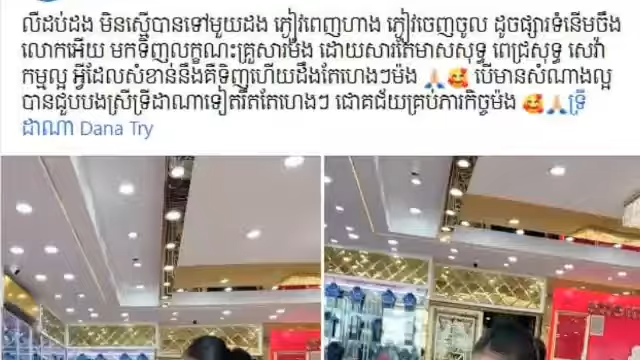 លឺដប់ដង មិនស្មើបានទៅមួយដង ភ្ញៀវពេញហាង ភ្ញៀវចេញចូល ដូចផ្សារទំនើមចឹង
លោកអើយ មកទិញលក្ខណះគ្រួសារមឹង ដោយសារតែមាសសុទ្ធ ពេជ្រសុទ្ធ សេវ៉ា
កម្មល្អ អ្វីដែលសំខាន់នឹងគឺទិញហើយដឹងតែហេងៗម៉ង 🙏🥰 បើមានសំណាងល្អ
បានជួបបងស្រីទ្រីដាណាទៀតរឹតតែហេងៗ ជោគជ័យគ្រប់ភារកិច្ចម៉ង 🥰🙏ទ្រី
ដាណា Dana Try